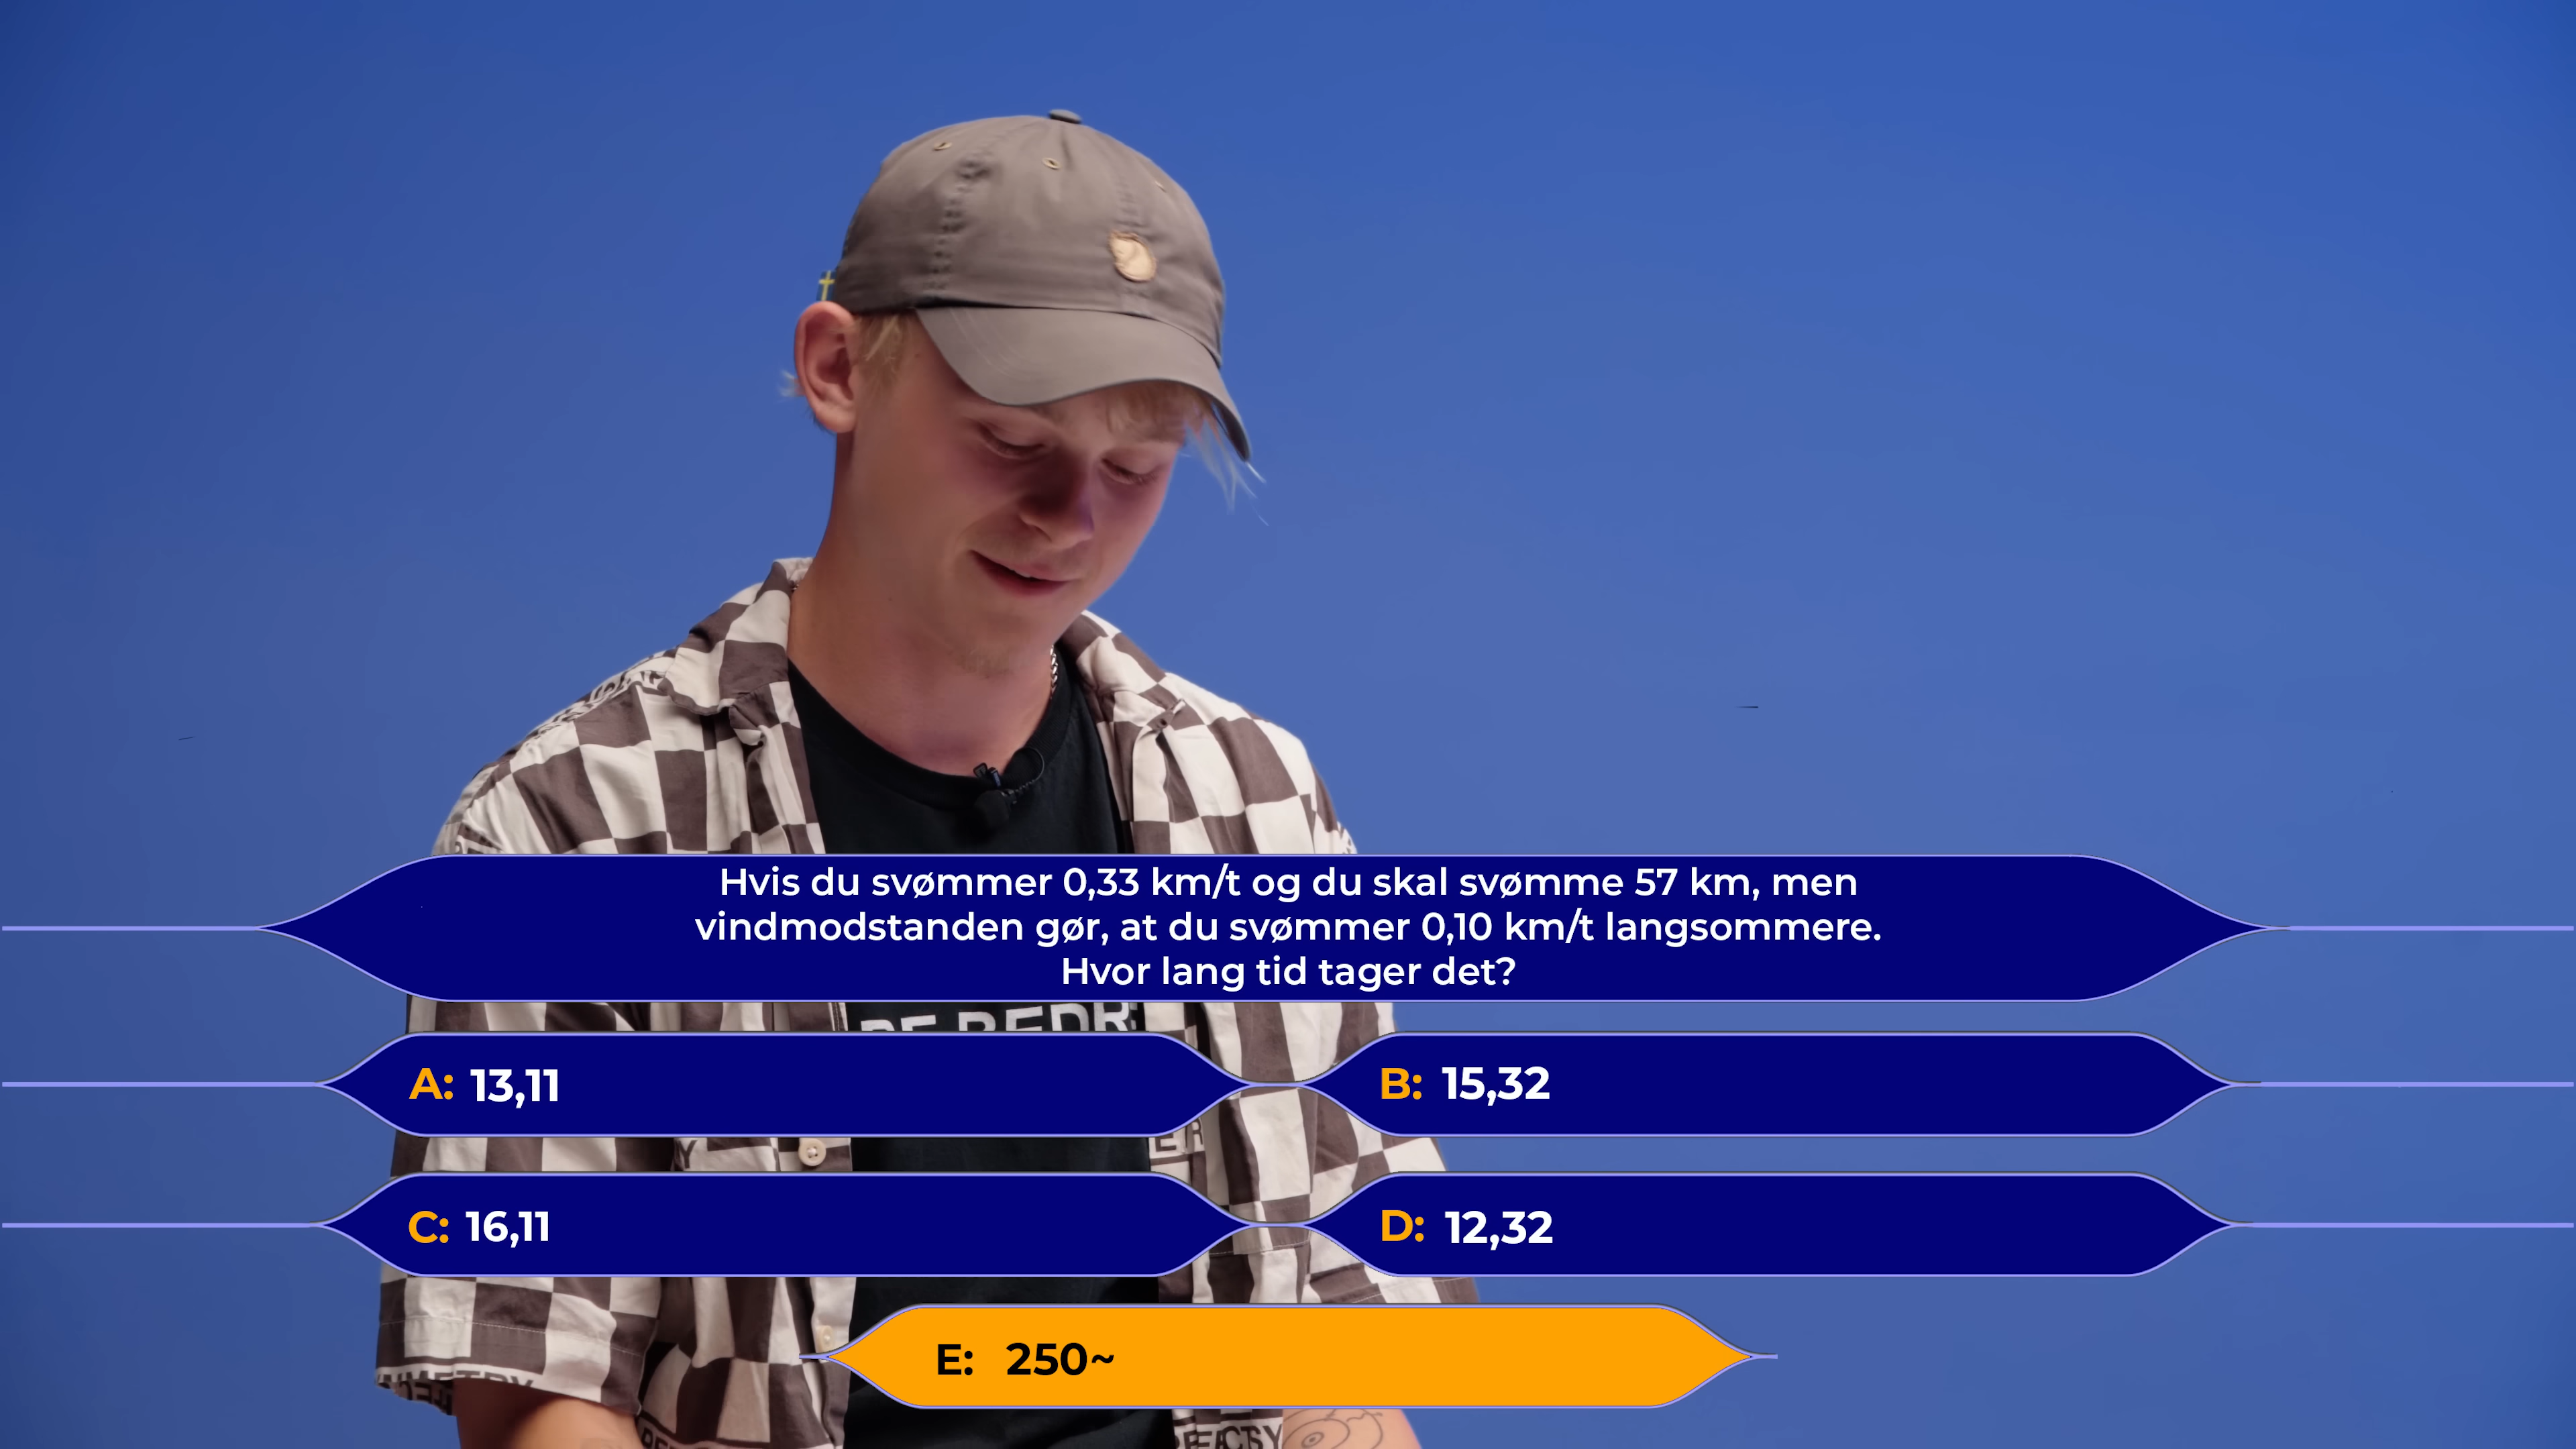 Hvis du svømmer 0,33 km/t og du skal svømme 57 km, men
vindmodstanden gør, at du svømmer 0,10 km/t langsommere.
Hvor lang tid tager det?
A: 13,11
B: 15,32
C: 16,11
D: 12,32
E: 250~